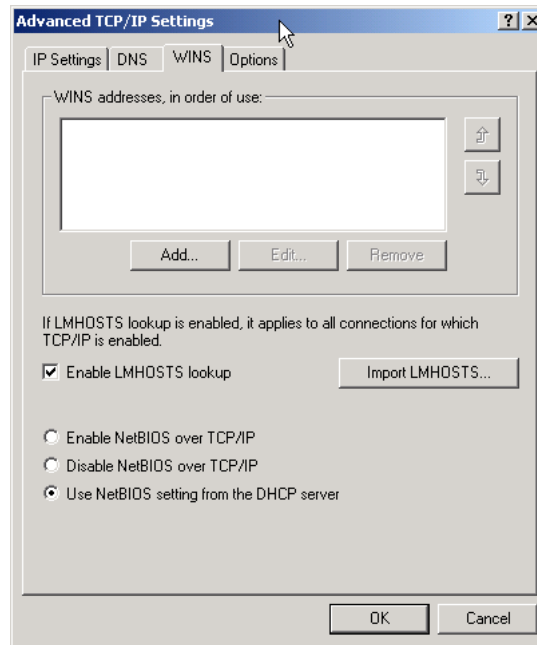 Advanced TCP/IP Settings
IP Settings DNS WINS Options
WINS addresses, in order of use:
Add... Edit... Remove
If LMHOSTS lookup is enabled, it applies to all connections for which
TCP/IP is enabled.
Enable LMHOSTS lookup Import LMHOSTS...
Enable NetBIOS over TCP/IP
Disable NetBIOS over TCP/IP
Use NetBIOS setting from the DHCP server
OK Cancel